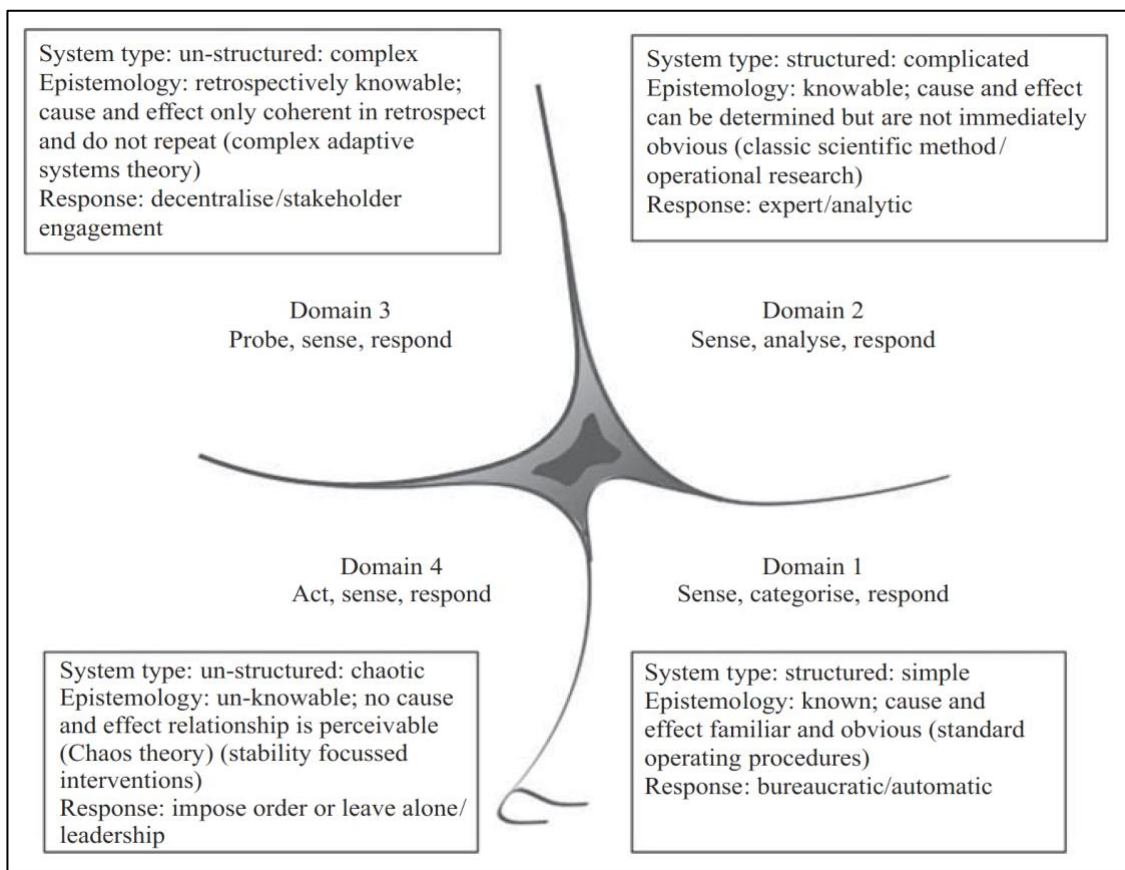 System type: un-structured: complex
Epistemology: retrospectively knowable;
cause and effect only coherent in retrospect
and do not repeat (complex adaptive
systems theory)
Response: decentralise/stakeholder
engagement
System type: structured: complicated
Epistemology: knowable; cause and effect
can be determined but are not immediately
obvious (classic scientific method/
operational research)
Response: expert/analytic
Domain 3
Probe, sense, respond
Domain 2
Sense, analyse, respond
Domain 4
Act, sense, respond
Domain 1
Sense, categorise, respond
System type: un-structured: chaotic
Epistemology: un-knowable; no cause
and effect relationship is perceivable
(Chaos theory) (stability focussed
interventions)
Response: impose order or leave alone/
leadership
System type: structured: simple
Epistemology: known; cause and
effect familiar and obvious (standard
operating procedures)
Response: bureaucratic/automatic